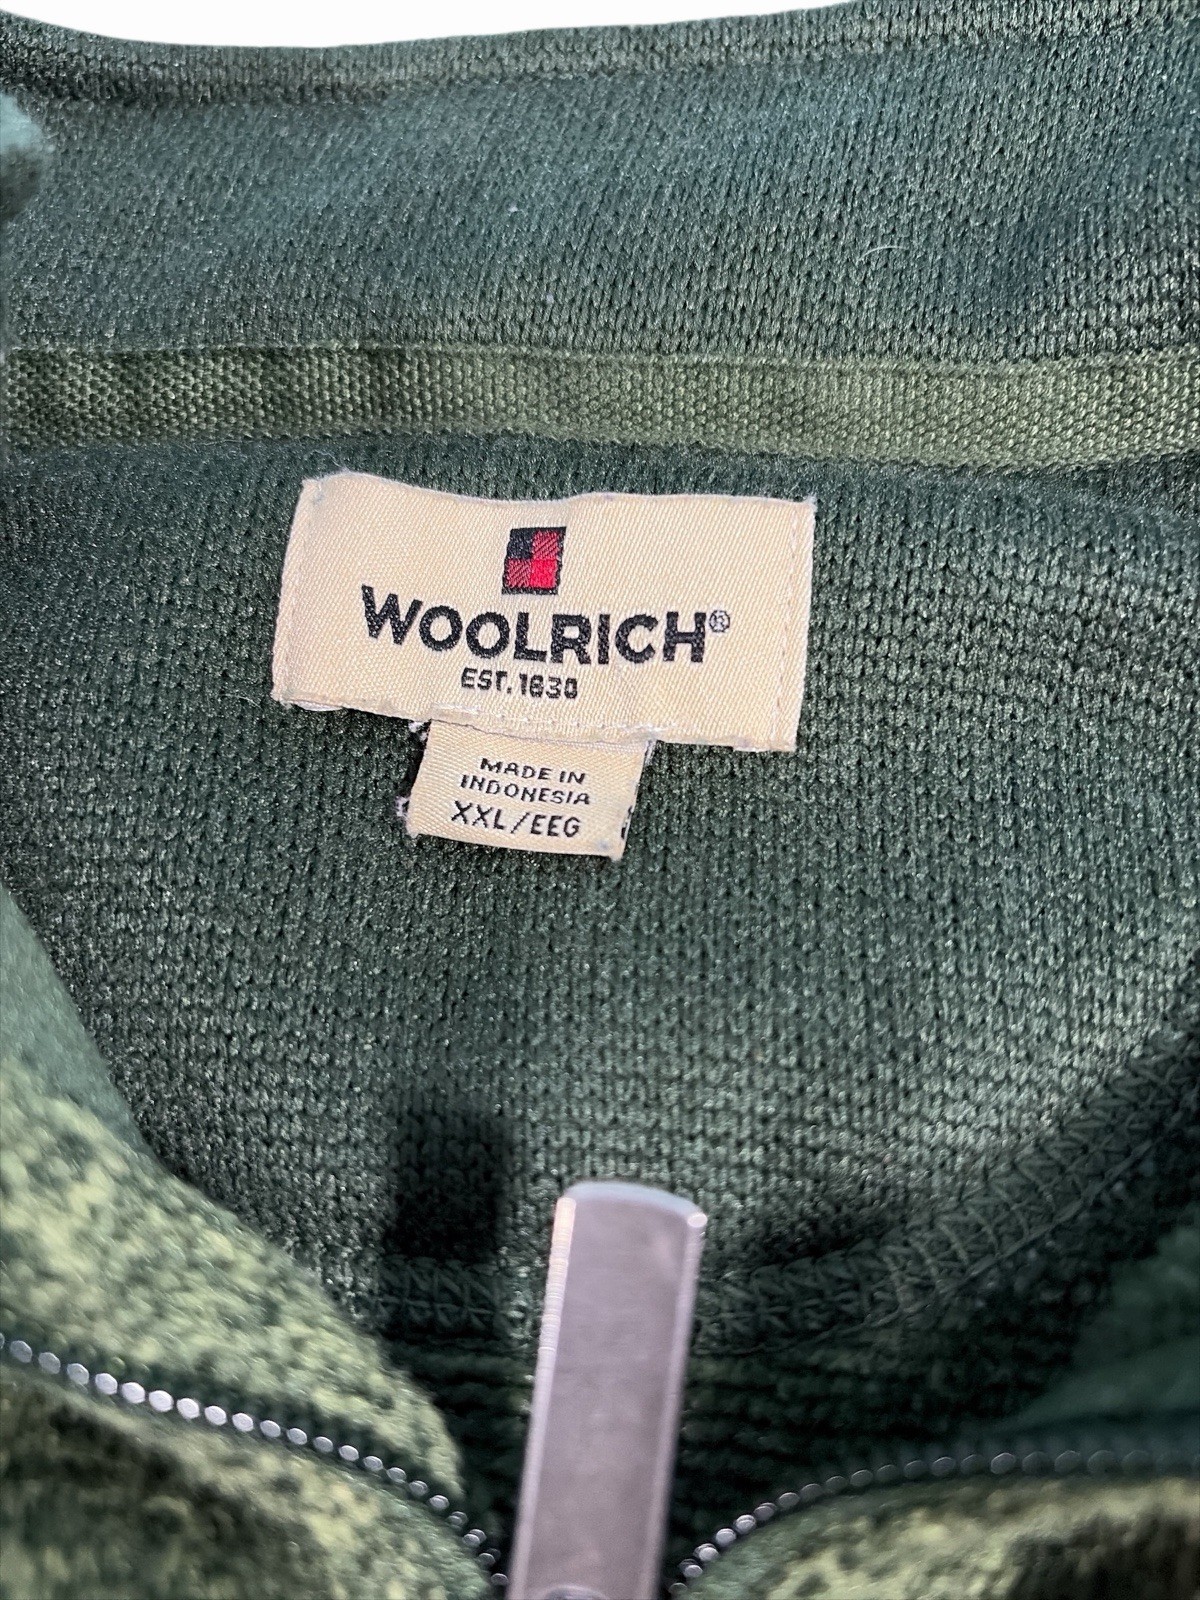 WOOLRICH®
EST. 1830
MADE IN
INDONESIA
XXL/EEG